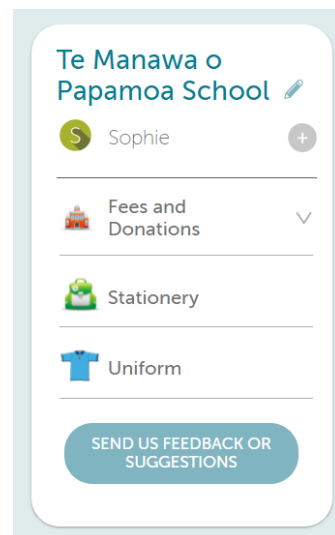 Te Manawa o
Papamoa School
S Sophie
Fees and
Donations
Stationery
Uniform
SEND US FEEDBACK OR
SUGGESTIONS